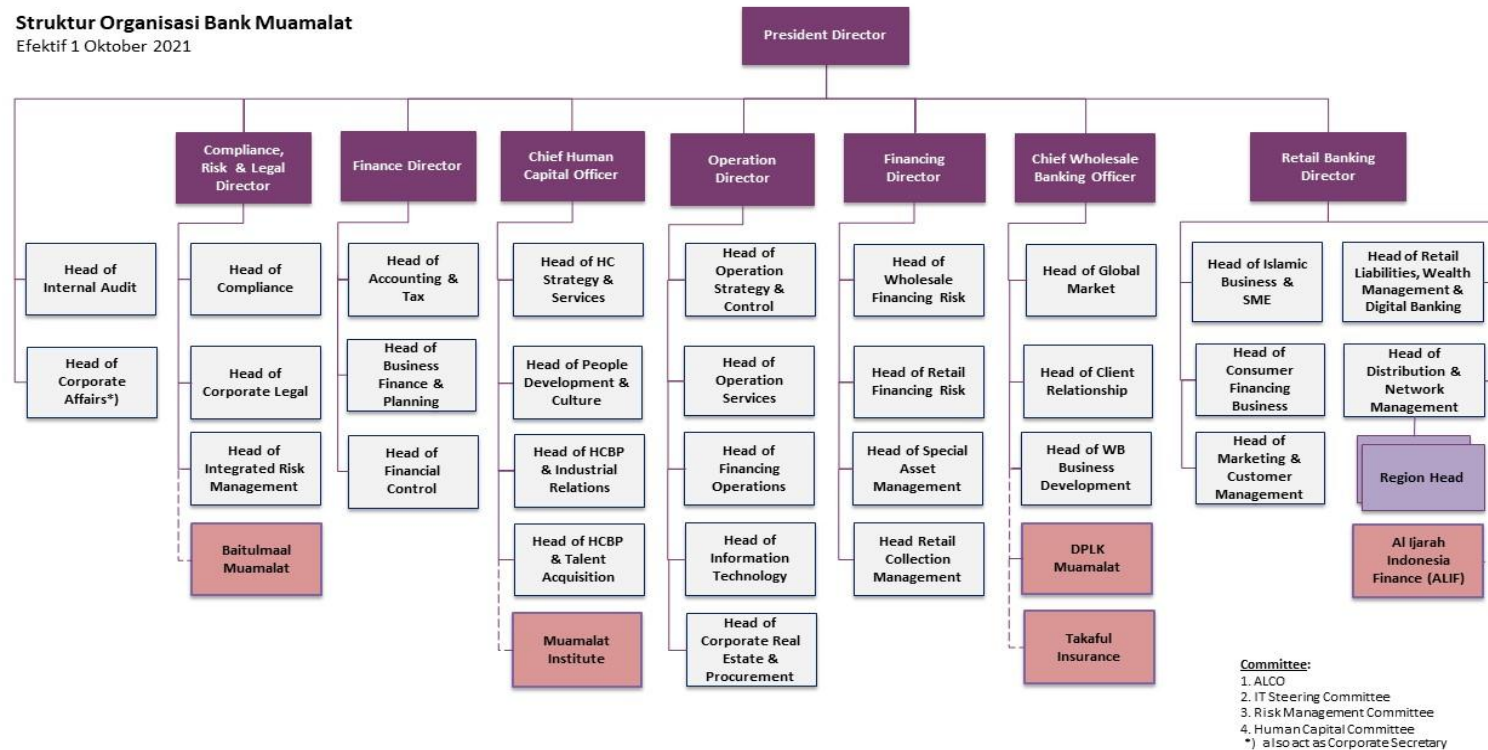 Struktur Organisasi Bank Muamalat
Efektif 1 Oktober 2021
President Director
Compliance,
Risk & Legal
Director
Finance Director
Chief Human
Capital Officer
Operation
Director
Financing
Director
Chief Wholesale
Banking Officer
Retail Banking
Director
Head of
Internal Audit
Head of
Corporate
Affairs*)
Head of
Compliance
Head of
Corporate Legal
Head of
Integrated Risk
Management
Baitulmaal
Muamalat
Head of
Accounting &
Tax
Head of
Business
Finance &
Planning
Head of
Financial
Control
Head of HC
Strategy &
Services
Head of People
Development &
Culture
Head of HCBP
& Industrial
Relations
Head of HCBP
& Talent
Acquisition
Muamalat
Institute
Head of
Operation
Strategy &
Control
Head of
Operation
Services
Head of
Financing
Operations
Head of
Information
Technology
Head of
Corporate Real
Estate &
Procurement
Head of
Wholesale
Financing Risk
Head of Retail
Financing Risk
Head of Special
Asset
Management
Head Retail
Collection
Management
Head of Global
Market
Head of Client
Relationship
Head of WB
Business
Development
DPLK
Muamalat
Takaful
Insurance
Head of Islamic
Business &
SME
Head of
Consumer
Financing
Business
Head of
Marketing &
Customer
Management
Head of Retail
Liabilities, Wealth
Management &
Digital Banking
Head of
Distribution &
Network
Management
Region Head
Al Ijarah
Indonesia
Finance (ALIF)
Committee:
1. ALCO
2. IT Steering Committee
3. Risk Management Committee
4. Human Capital Committee
*) also act as Corporate Secretary